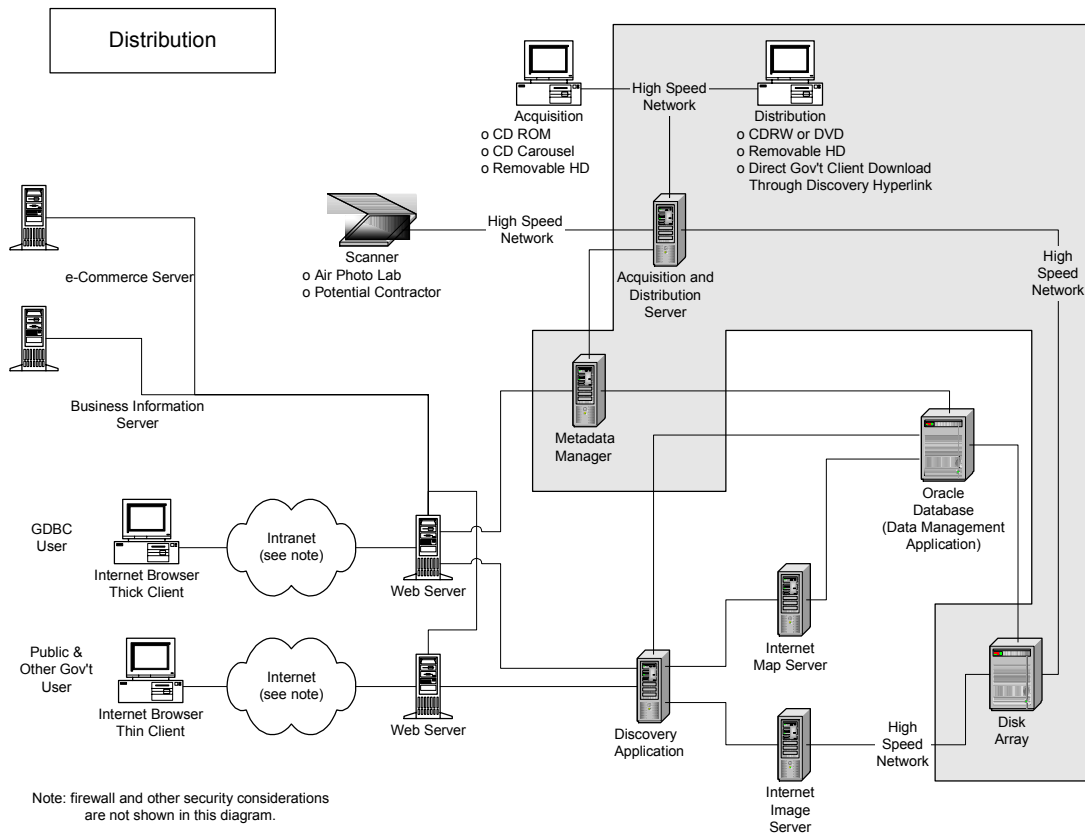 Distribution
High Speed
Network
Acquisition
o CD ROM
o CD Carousel
o Removable HD
Distribution
o CDRW or DVD
o Removable HD
o Direct Gov't Client Download
Through Discovery Hyperlink
High Speed
Network
Scanner
o Air Photo Lab
o Potential Contractor
Acquisition and
Distribution
Server
High
Speed
Network
e-Commerce Server
Business Information
Server
Metadata
Manager
Oracle
Database
(Data Management
Application)
GDBC
User
Internet Browser
Thick Client
Intranet
(see note)
Web Server
Internet
Map Server
Public &
Other Gov't
User
Internet Browser
Thin Client
Internet
(see note)
Web Server
Discovery
Application
High
Speed
Network
Disk
Array
Internet
Image
Server
Note: firewall and other security considerations
are not shown in this diagram.